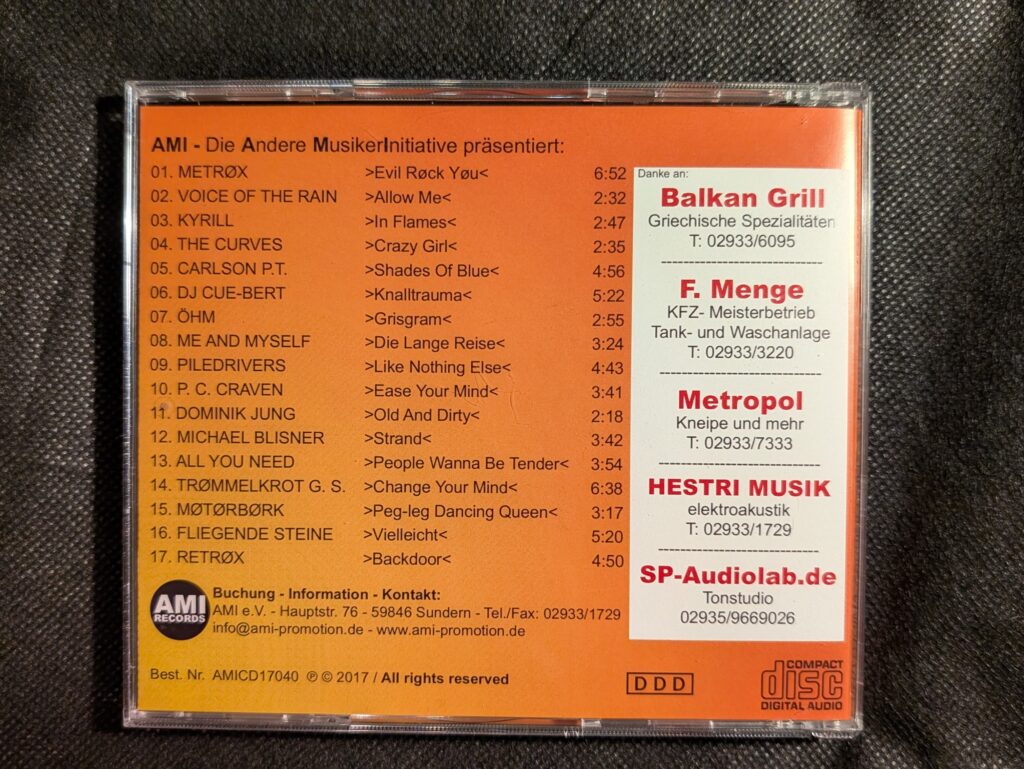 AMI - Die Andere MusikerInitiative präsentiert:
01. METRØX >Evil Røck Yøu< 6:52
02. VOICE OF THE RAIN >Allow Me< 2:32
03. KYRILL >In Flames< 2:47
04. THE CURVES >Crazy Girl< 2:35
05. CARLSON P.T. >Shades Of Blue< 4:56
06. DJ CUE-BERT >Knalltrauma< 5:22
07. ÖHM >Grisgram< 2:55
08. ME AND MYSELF >Die Lange Reise< 3:24
09. PILEDRIVERS >Like Nothing Else< 4:43
10. P. C. CRAVEN >Ease Your Mind< 3:41
11. DOMINIK JUNG >Old And Dirty< 2:18
12. MICHAEL BLISNER >Strand< 3:42
13. ALL YOU NEED >People Wanna Be Tender< 3:54
14. TRØMMELKROT G. S. >Change Your Mind< 6:38
15. MØTØRBØRK >Peg-leg Dancing Queen< 3:17
16. FLIEGENDE STEINE >Vielleicht< 5:20
17. RETRØX >Backdoor< 4:50
Danke an:
Balkan Grill
Griechische Spezialitäten
T: 02933/6095
------------------------------
F. Menge
KFZ- Meisterbetrieb
Tank- und Waschanlage
T: 02933/3220
------------------------------
Metropol
Kneipe und mehr
T: 02933/7333
------------------------------
HESTRI MUSIK
elektroakustik
T: 02933/1729
------------------------------
SP-Audiolab.de
Tonstudio
02935/9669026
AMI
RECORDS
Buchung - Information - Kontakt:
AMI e.V. - Hauptstr. 76 - 59846 Sundern - Tel./Fax: 02933/1729
info@ami-promotion.de - www.ami-promotion.de
Best. Nr. AMICD17040 ℗ © 2017 / All rights reserved
DDD
COMPACT
disc
DIGITAL AUDIO